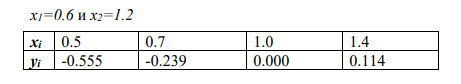 x1=0.6 и x2=1.2
xi 0.5 0.7 1.0 1.4
yi -0.555 -0.239 0.000 0.114